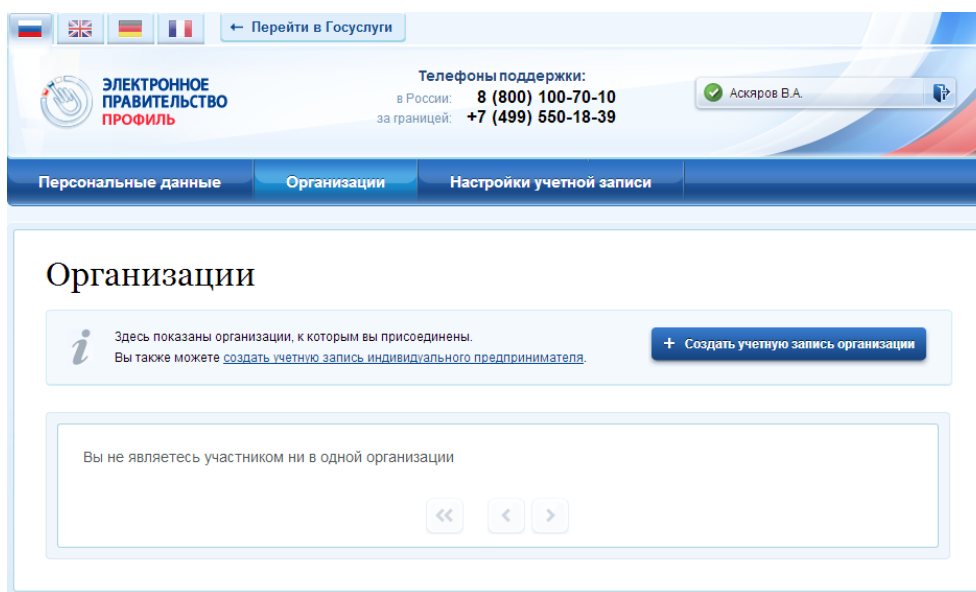 ← Перейти в Госуслуги
ЭЛЕКТРОННОЕ
ПРАВИТЕЛЬСТВО
ПРОФИЛЬ
Телефоны поддержки:
в России: 8 (800) 100-70-10
за границей: +7 (499) 550-18-39
Аскяров В.А.
Персональные данные Организации Настройки учетной записи
Организации
Здесь показаны организации, к которым вы присоединены.
Вы также можете создать учетную запись индивидуального предпринимателя.
+ Создать учетную запись организации
Вы не являетесь участником ни в одной организации